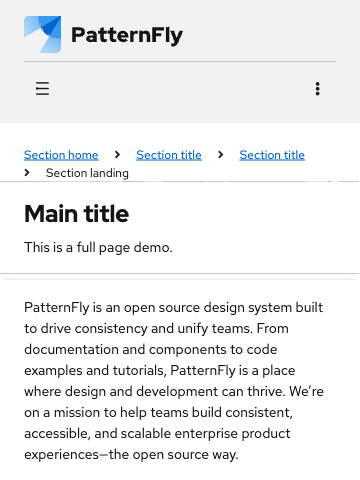 PatternFly
Section home
Section title
Section title
Section landing
Main title
This is a full page demo.
PatternFly is an open source design system built
to drive consistency and unify teams. From
documentation and components to code
examples and tutorials, PatternFly is a place
where design and development can thrive. We’re
on a mission to help teams build consistent,
accessible, and scalable enterprise product
experiences—the open source way.